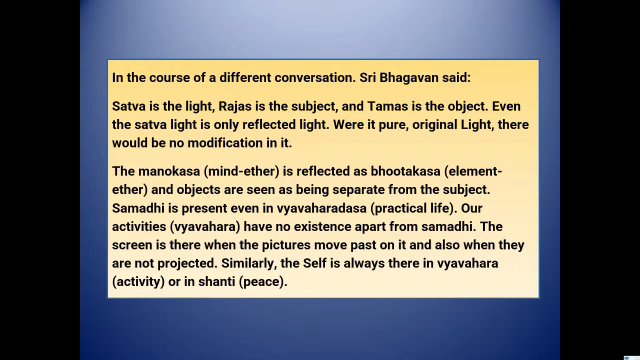 In the course of a different conversation. Sri Bhagavan said:
Satva is the light, Rajas is the subject, and Tamas is the object. Even
the satva light is only reflected light. Were it pure, original Light, there
would be no modification in it.
The manokasa (mind-ether) is reflected as bhootakasa (element-
ether) and objects are seen as being separate from the subject.
Samadhi is present even in vyavaharadasa (practical life). Our
activities (vyavahara) have no existence apart from samadhi. The
screen is there when the pictures move past on it and also when they
are not projected. Similarly, the Self is always there in vyavahara
(activity) or in shanti (peace).